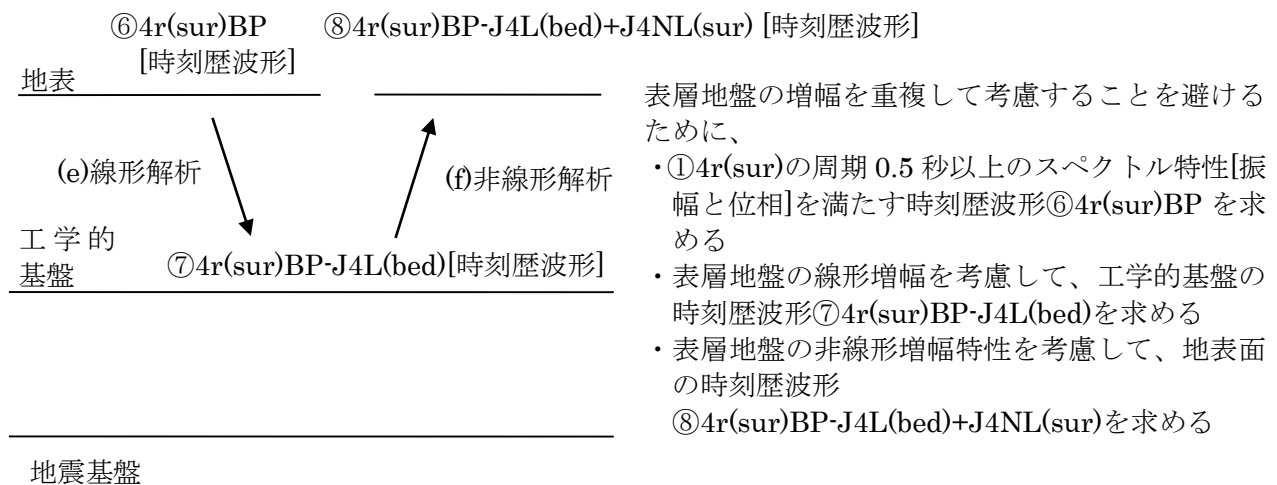 ⑥4r(sur)BP
[時刻歴波形]
⑧4r(sur)BP-J4L(bed)+J4NL(sur) [時刻歴波形]
地表
(e)線形解析
(f)非線形解析
工学的
基盤
⑦4r(sur)BP-J4L(bed)[時刻歴波形]
地震基盤
表層地盤の増幅を重複して考慮することを避ける
ために、
・①4r(sur)の周期 0.5 秒以上のスペクトル特性[振
幅と位相]を満たす時刻歴波形⑥4r(sur)BP を求
める
・表層地盤の線形増幅を考慮して、工学的基盤の
時刻歴波形⑦4r(sur)BP-J4L(bed)を求める
・表層地盤の非線形増幅特性を考慮して、地表面
の時刻歴波形
⑧4r(sur)BP-J4L(bed)+J4NL(sur)を求める